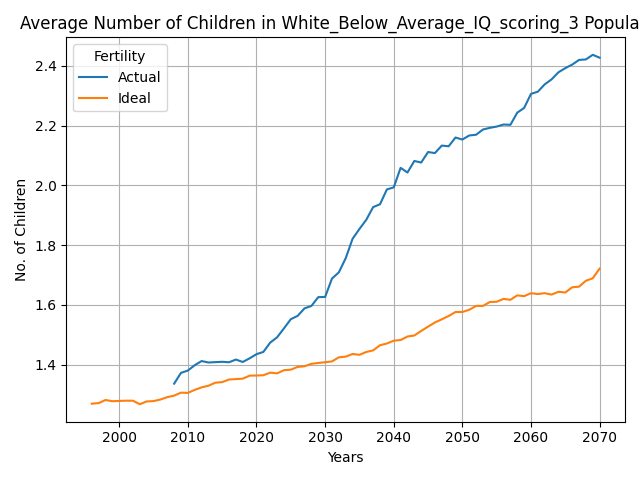 Average Number of Children in White_Below_Average_IQ_scoring_3 Popula
Fertility
Actual
Ideal
No. of Children
2.4
2.2
2.0
1.8
1.6
1.4
2000 2010 2020 2030 2040 2050 2060 2070
Years